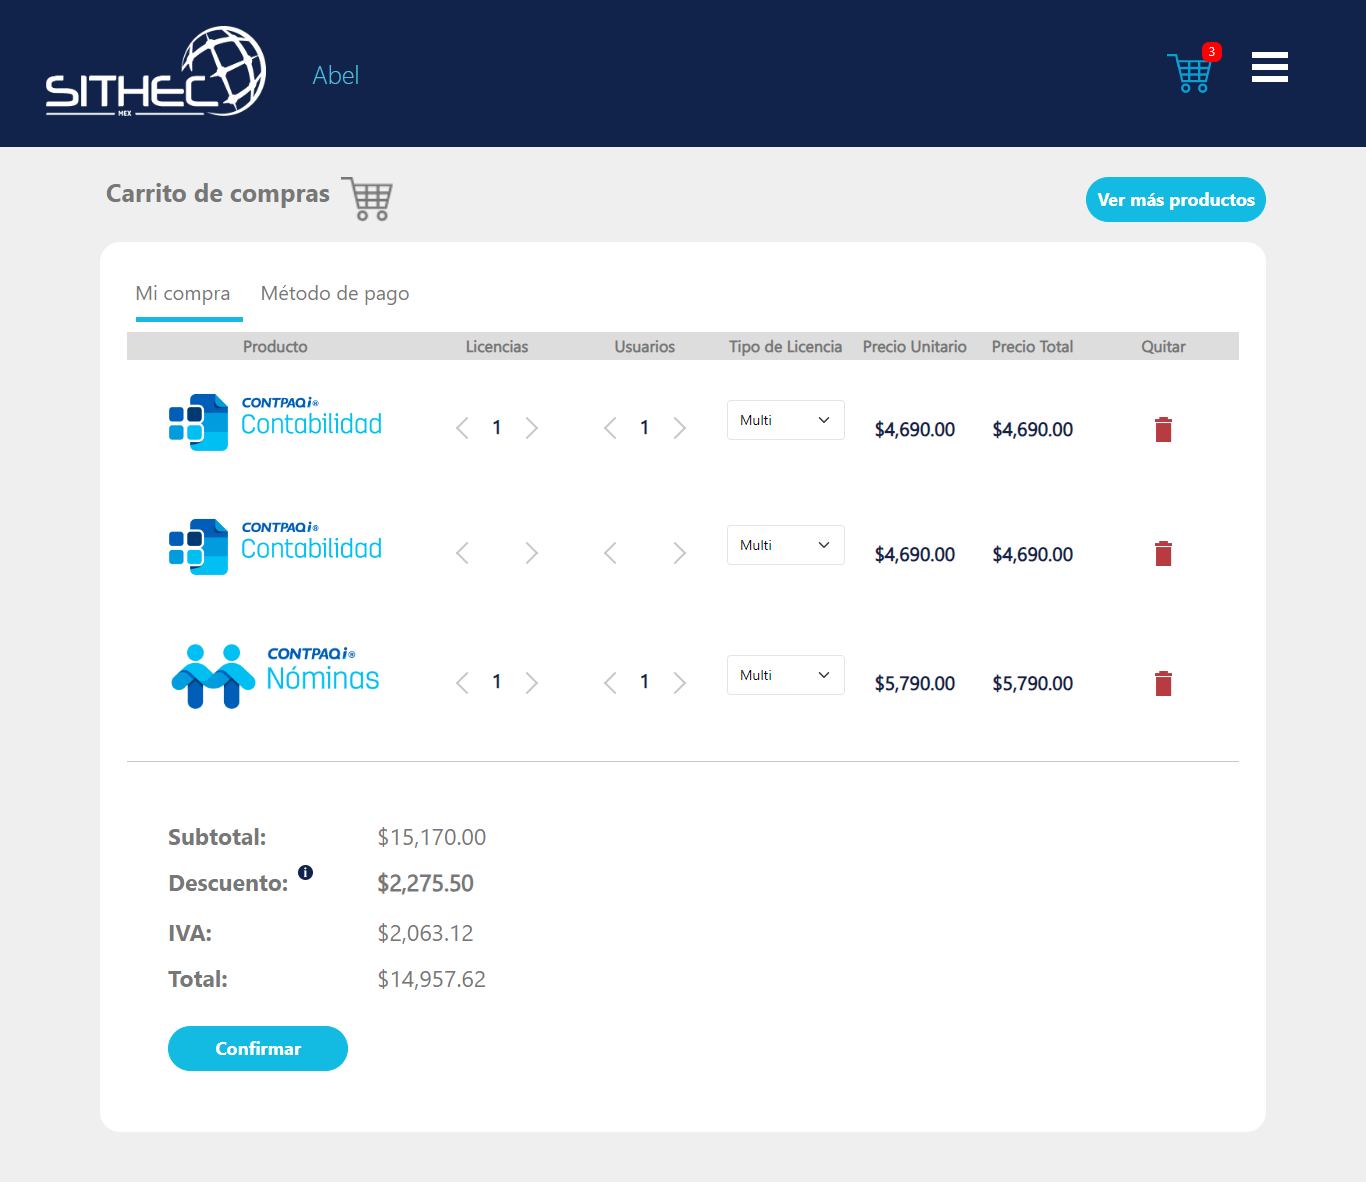 SITHEC
MEX
Abel
3
Carrito de compras
Ver más productos
Mi compra Método de pago
Producto Licencias Usuarios Tipo de Licencia Precio Unitario Precio Total Quitar
CONTPAQi®
Contabilidad
1 1 Multi $4,690.00 $4,690.00
CONTPAQi®
Contabilidad
Multi $4,690.00 $4,690.00
CONTPAQi®
Nóminas
1 1 Multi $5,790.00 $5,790.00
Subtotal: $15,170.00
Descuento: i $2,275.50
IVA: $2,063.12
Total: $14,957.62
Confirmar